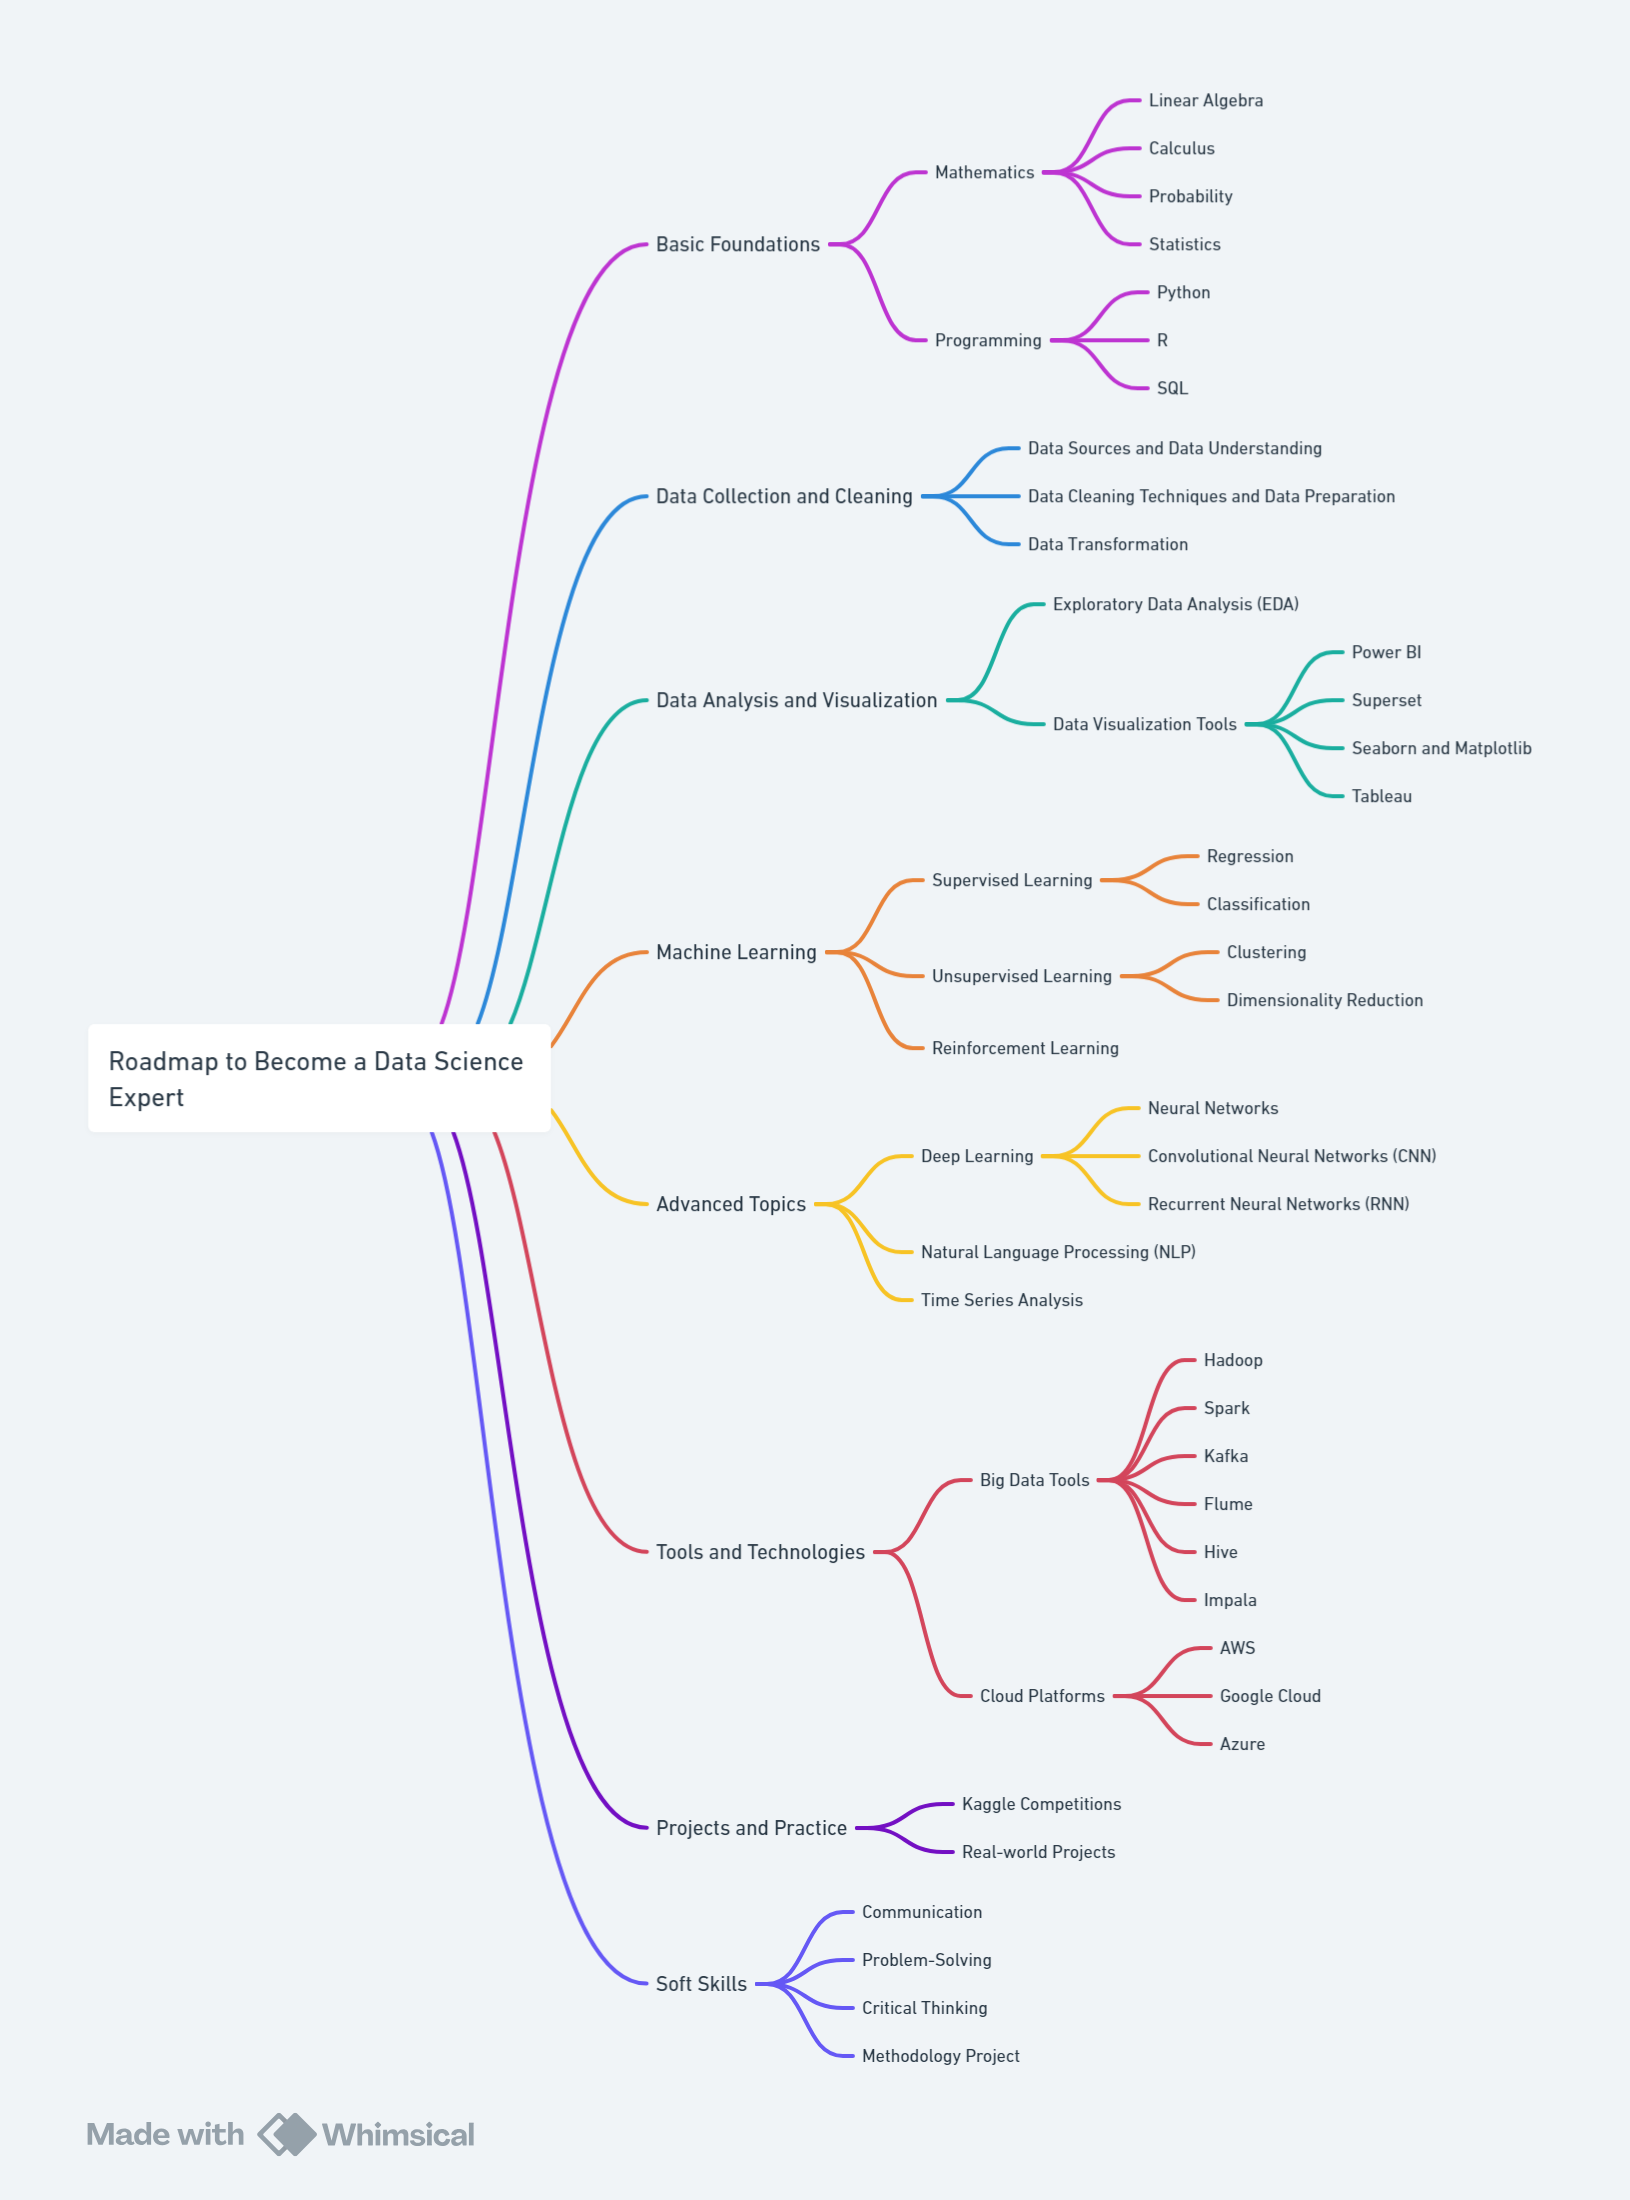 Roadmap to Become a Data Science
Expert
Basic Foundations
Mathematics
Linear Algebra
Calculus
Probability
Statistics
Programming
Python
R
SQL
Data Collection and Cleaning
Data Sources and Data Understanding
Data Cleaning Techniques and Data Preparation
Data Transformation
Data Analysis and Visualization
Exploratory Data Analysis (EDA)
Data Visualization Tools
Power BI
Superset
Seaborn and Matplotlib
Tableau
Machine Learning
Supervised Learning
Regression
Classification
Unsupervised Learning
Clustering
Dimensionality Reduction
Reinforcement Learning
Advanced Topics
Deep Learning
Neural Networks
Convolutional Neural Networks (CNN)
Recurrent Neural Networks (RNN)
Natural Language Processing (NLP)
Time Series Analysis
Tools and Technologies
Big Data Tools
Hadoop
Spark
Kafka
Flume
Hive
Impala
Cloud Platforms
AWS
Google Cloud
Azure
Projects and Practice
Kaggle Competitions
Real-world Projects
Soft Skills
Communication
Problem-Solving
Critical Thinking
Methodology Project
Made with Whimsical